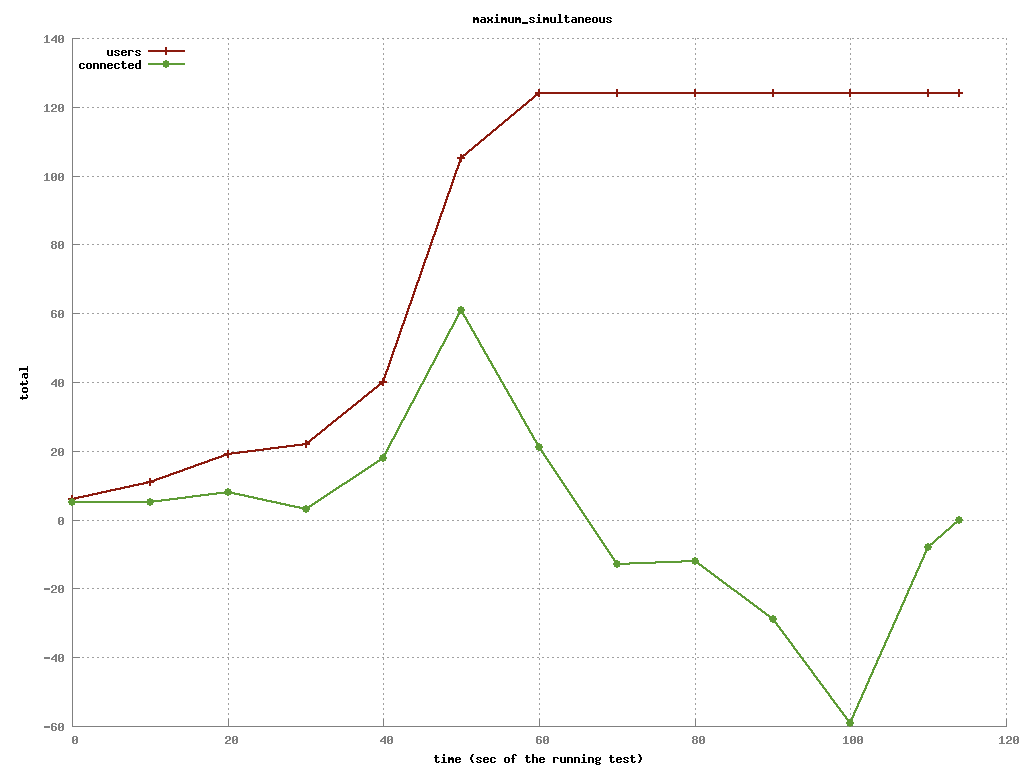 maximum_simultaneous
140
users
connected
120
100
80
60
40
20
0
-20
-40
-60
total
0 20 40 60 80 100 120
time (sec of the running test)